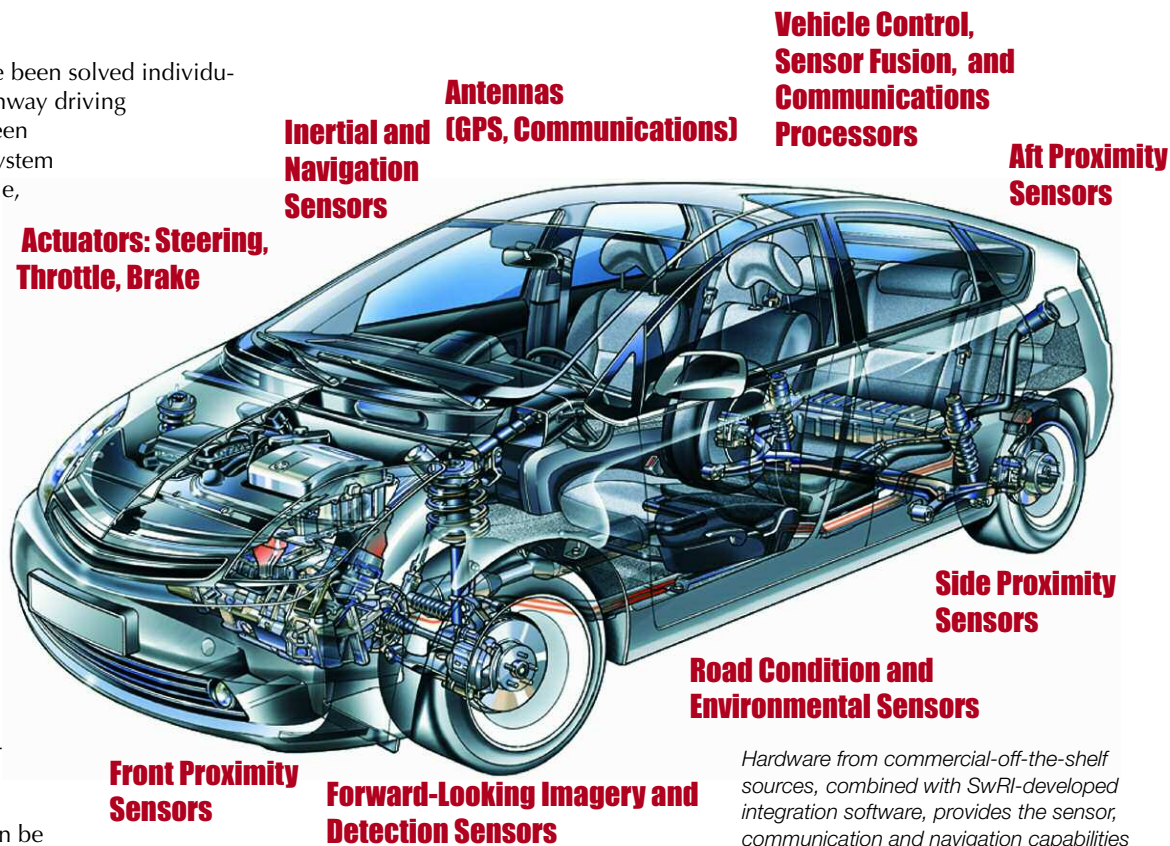 e been solved individu-
hway driving
een
ystem
e,
Actuators: Steering,
Throttle, Brake
Inertial and
Navigation
Sensors
Antennas
(GPS, Communications)
Vehicle Control,
Sensor Fusion, and
Communications
Processors
Aft Proximity
Sensors
Side Proximity
Sensors
Road Condition and
Environmental Sensors
Front Proximity
Sensors
Forward-Looking Imagery and
Detection Sensors
n be
Hardware from commercial-off-the-shelf
sources, combined with SwRI-developed
integration software, provides the sensor,
communication and navigation capabilities